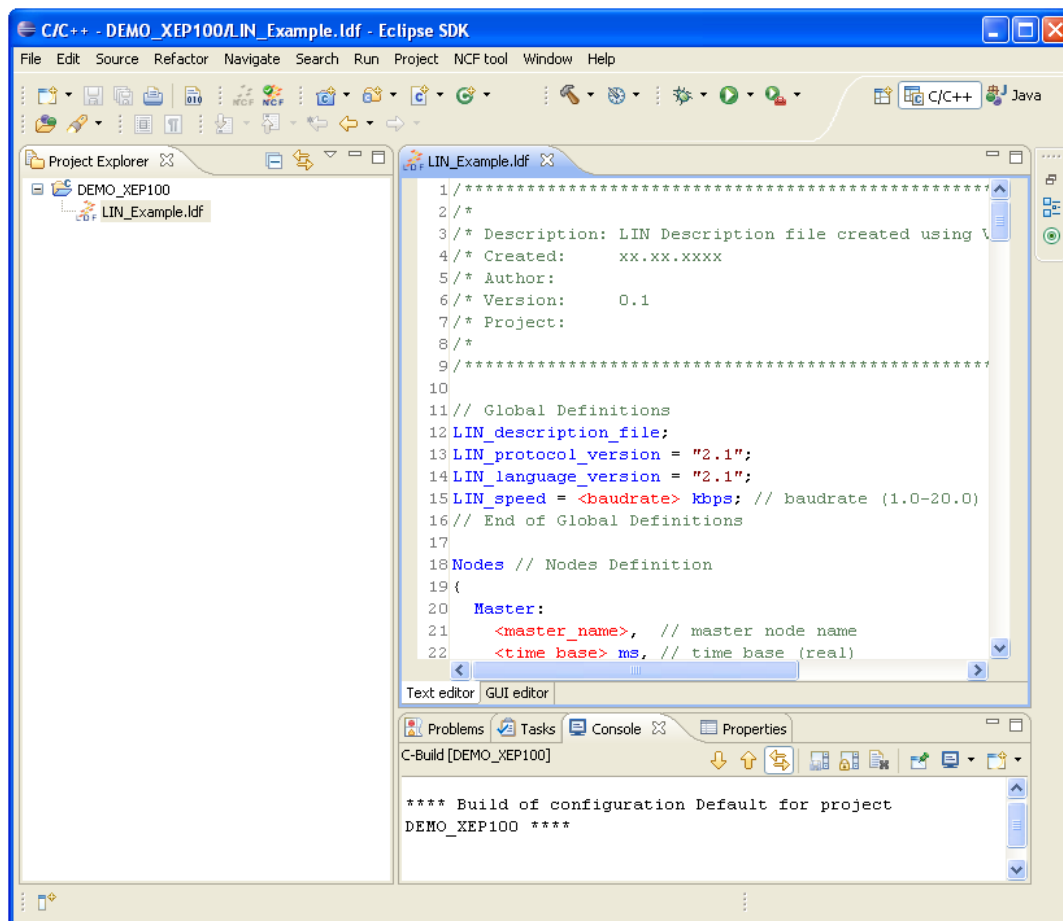 C/C++ - DEMO_XEP100/LIN_Example.ldf - Eclipse SDK
File Edit Source Refactor Navigate Search Run Project NCF tool Window Help
C/C++ Java
Project Explorer
DEMO_XEP100
LIN_Example.ldf
LIN_Example.ldf
1 /***************************************************
2 /*
3 /* Description: LIN Description file created using
4 /* Created: xx.xx.xxxx
5 /* Author:
6 /* Version: 0.1
7 /* Project:
8 /*
9 /***************************************************
10
11 // Global Definitions
12 LIN_description_file;
13 LIN_protocol_version = "2.1";
14 LIN_language_version = "2.1";
15 LIN_speed = <baudrate> kbps; // baudrate (1.0-20.0)
16 // End of Global Definitions
17
18 Nodes // Nodes Definition
19 {
20 Master:
21 <master_name>, // master node name
22 <time base> ms, // time base (real)
Text editor GUI editor
Problems Tasks Console Properties
C-Build [DEMO_XEP100]
**** Build of configuration Default for project
DEMO_XEP100 ****